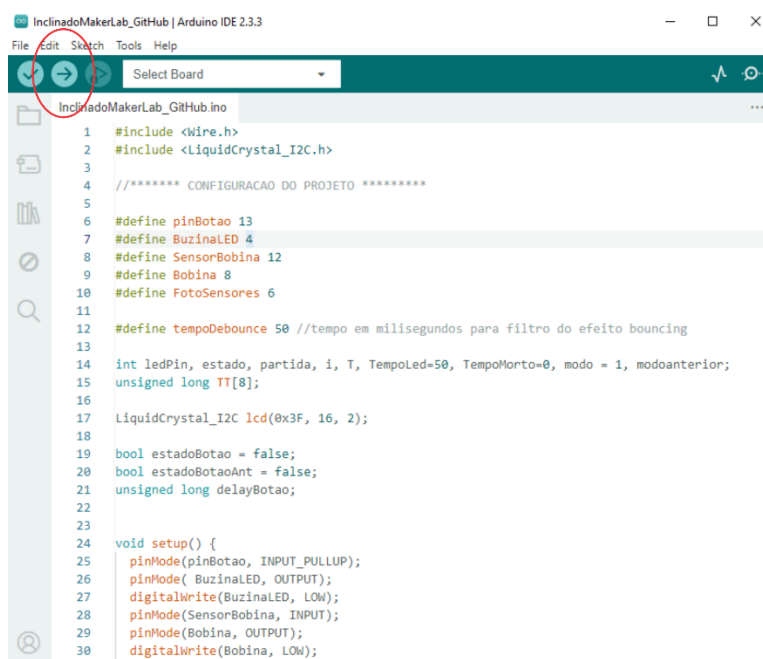 InclinadoMakerLab_GitHub | Arduino IDE 2.3.3
File Edit Sketch Tools Help
Select Board
InclinadoMakerLab_GitHub.ino
1 #include <Wire.h>
2 #include <LiquidCrystal_I2C.h>
3
4 //******* CONFIGURACAO DO PROJETO *********
5
6 #define pinBotao 13
7 #define BuzinaLED 4
8 #define SensorBobina 12
9 #define Bobina 8
10 #define FotoSensores 6
11
12 #define tempoDebounce 50 //tempo em milisegundos para filtro do efeito bouncing
13
14 int ledPin, estado, partida, i, T, TempoLed=50, TempoMorto=0, modo = 1, modoanterior;
15 unsigned long TT[8];
16
17 LiquidCrystal_I2C lcd(0x3F, 16, 2);
18
19 bool estadoBotao = false;
20 bool estadoBotaoAnt = false;
21 unsigned long delayBotao;
22
23
24 void setup() {
25 pinMode(pinBotao, INPUT_PULLUP);
26 pinMode( BuzinaLED, OUTPUT);
27 digitalWrite(BuzinaLED, LOW);
28 pinMode(SensorBobina, INPUT);
29 pinMode(Bobina, OUTPUT);
30 digitalWrite(Bobina, LOW);